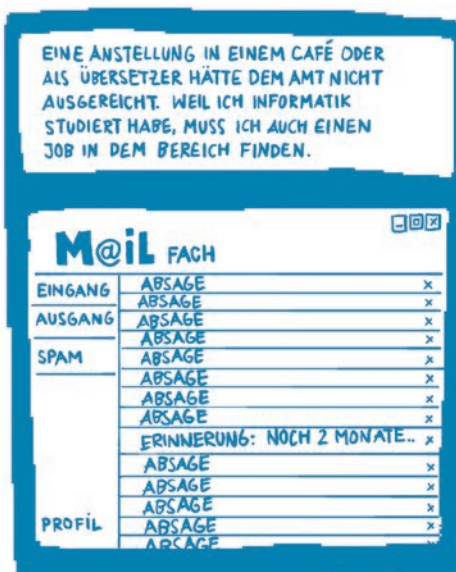 EINE ANSTELLUNG IN EINEM CAFÉ ODER
ALS ÜBERSETZER HÄTTE DEM AMT NICHT
AUSGEREICHT. WEIL ICH INFORMATIK
STUDIERT HABE, MUSS ICH AUCH EINEN
JOB IN DEM BEREICH FINDEN.
M@iL FACH
EINGANG
AUSGANG
SPAM
PROFiL
ABSAGE x
ABSAGE x
ABSAGE x
ABSAGE x
ABSAGE x
ABSAGE x
ABSAGE x
ABSAGE x
ERINNERUNG: NOCH 2 MONATE.. x
ABSAGE x
ABSAGE x
ABSAGE x
ABSAGE x
ABSAGE x